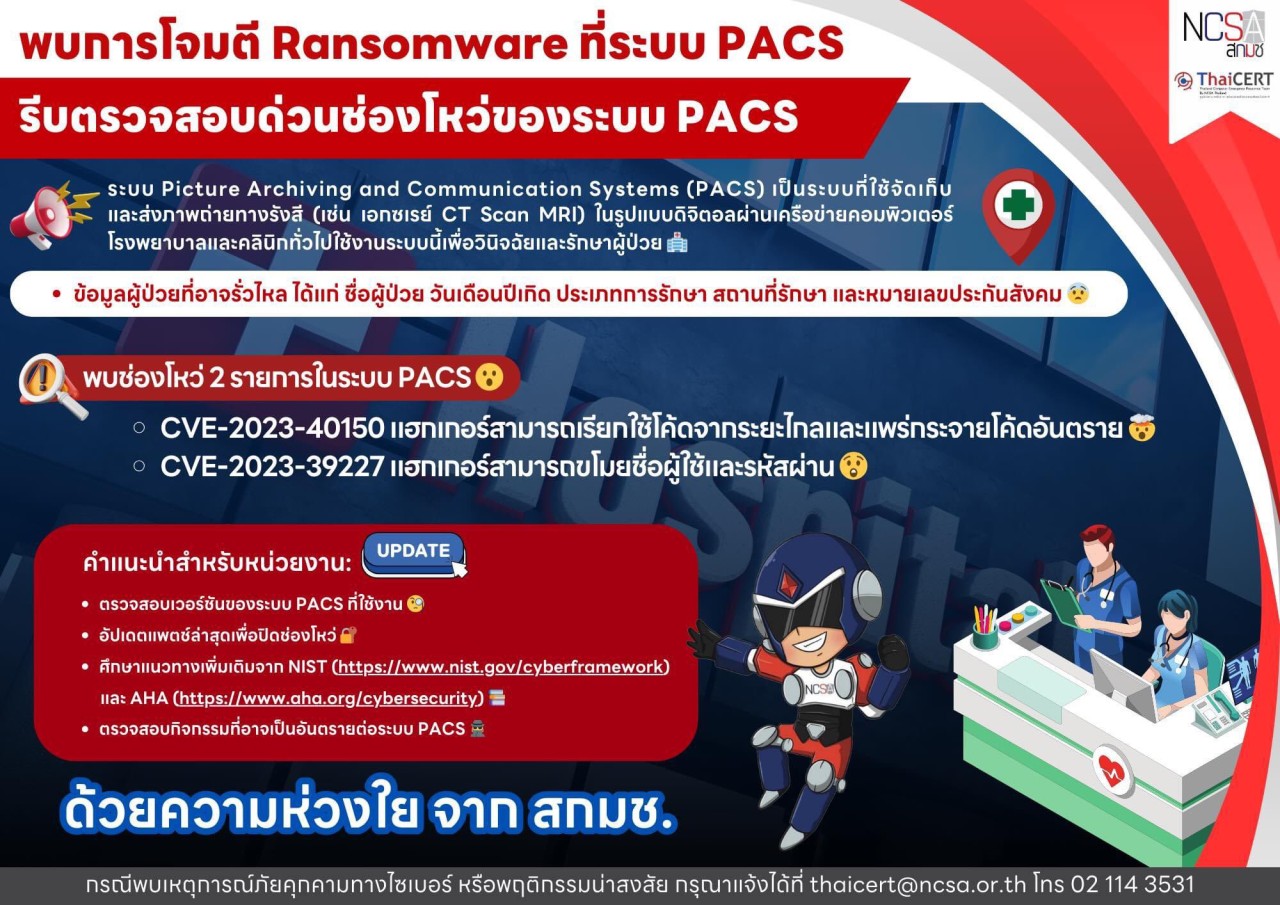 พบการโจมตี Ransomware ที่ระบบ PACS
รีบตรวจสอบด่วนช่องโหว่ของระบบ PACS
NCSA
สกมช
ThaiCERT
ระบบ Picture Archiving and Communication Systems (PACS) เป็นระบบที่ใช้จัดเก็บ
และส่งภาพถ่ายทางรังสี (เช่น เอกซเรย์ CT Scan MRI) ในรูปแบบดิจิตอลผ่านเครือข่ายคอมพิวเตอร์
โรงพยาบาลและคลินิกทั่วไปใช้งานระบบนี้เพื่อวินิจฉัยและรักษาผู้ป่วย 🏥
• ข้อมูลผู้ป่วยที่อาจรั่วไหล ได้แก่ ชื่อผู้ป่วย วันเดือนปีเกิด ประเภทการรักษา สถานที่รักษา และหมายเลขประกันสังคม 😟
พบช่องโหว่ 2 รายการในระบบ PACS 😮
○ CVE-2023-40150 แฮกเกอร์สามารถเรียกใช้โค้ดจากระยะไกลและแพร่กระจายโค้ดอันตราย 🤯
○ CVE-2023-39227 แฮกเกอร์สามารถขโมยชื่อผู้ใช้และรหัสผ่าน 😲
Hospital
คำแนะนำสำหรับหน่วยงาน: UPDATE
• ตรวจสอบเวอร์ชันของระบบ PACS ที่ใช้งาน 🧐
• อัปเดตแพตช์ล่าสุดเพื่อปิดช่องโหว่ 🔐
• ศึกษาแนวทางเพิ่มเติมจาก NIST (https://www.nist.gov/cyberframework)
และ AHA (https://www.aha.org/cybersecurity) 📚
• ตรวจสอบกิจกรรมที่อาจเป็นอันตรายต่อระบบ PACS 🕵
NCSA
ด้วยความห่วงใย จาก สกมช.
กรณีพบเหตุการณ์ภัยคุกคามทางไซเบอร์ หรือพฤติกรรมน่าสงสัย กรุณาแจ้งได้ที่ thaicert@ncsa.or.th โทร 02 114 3531